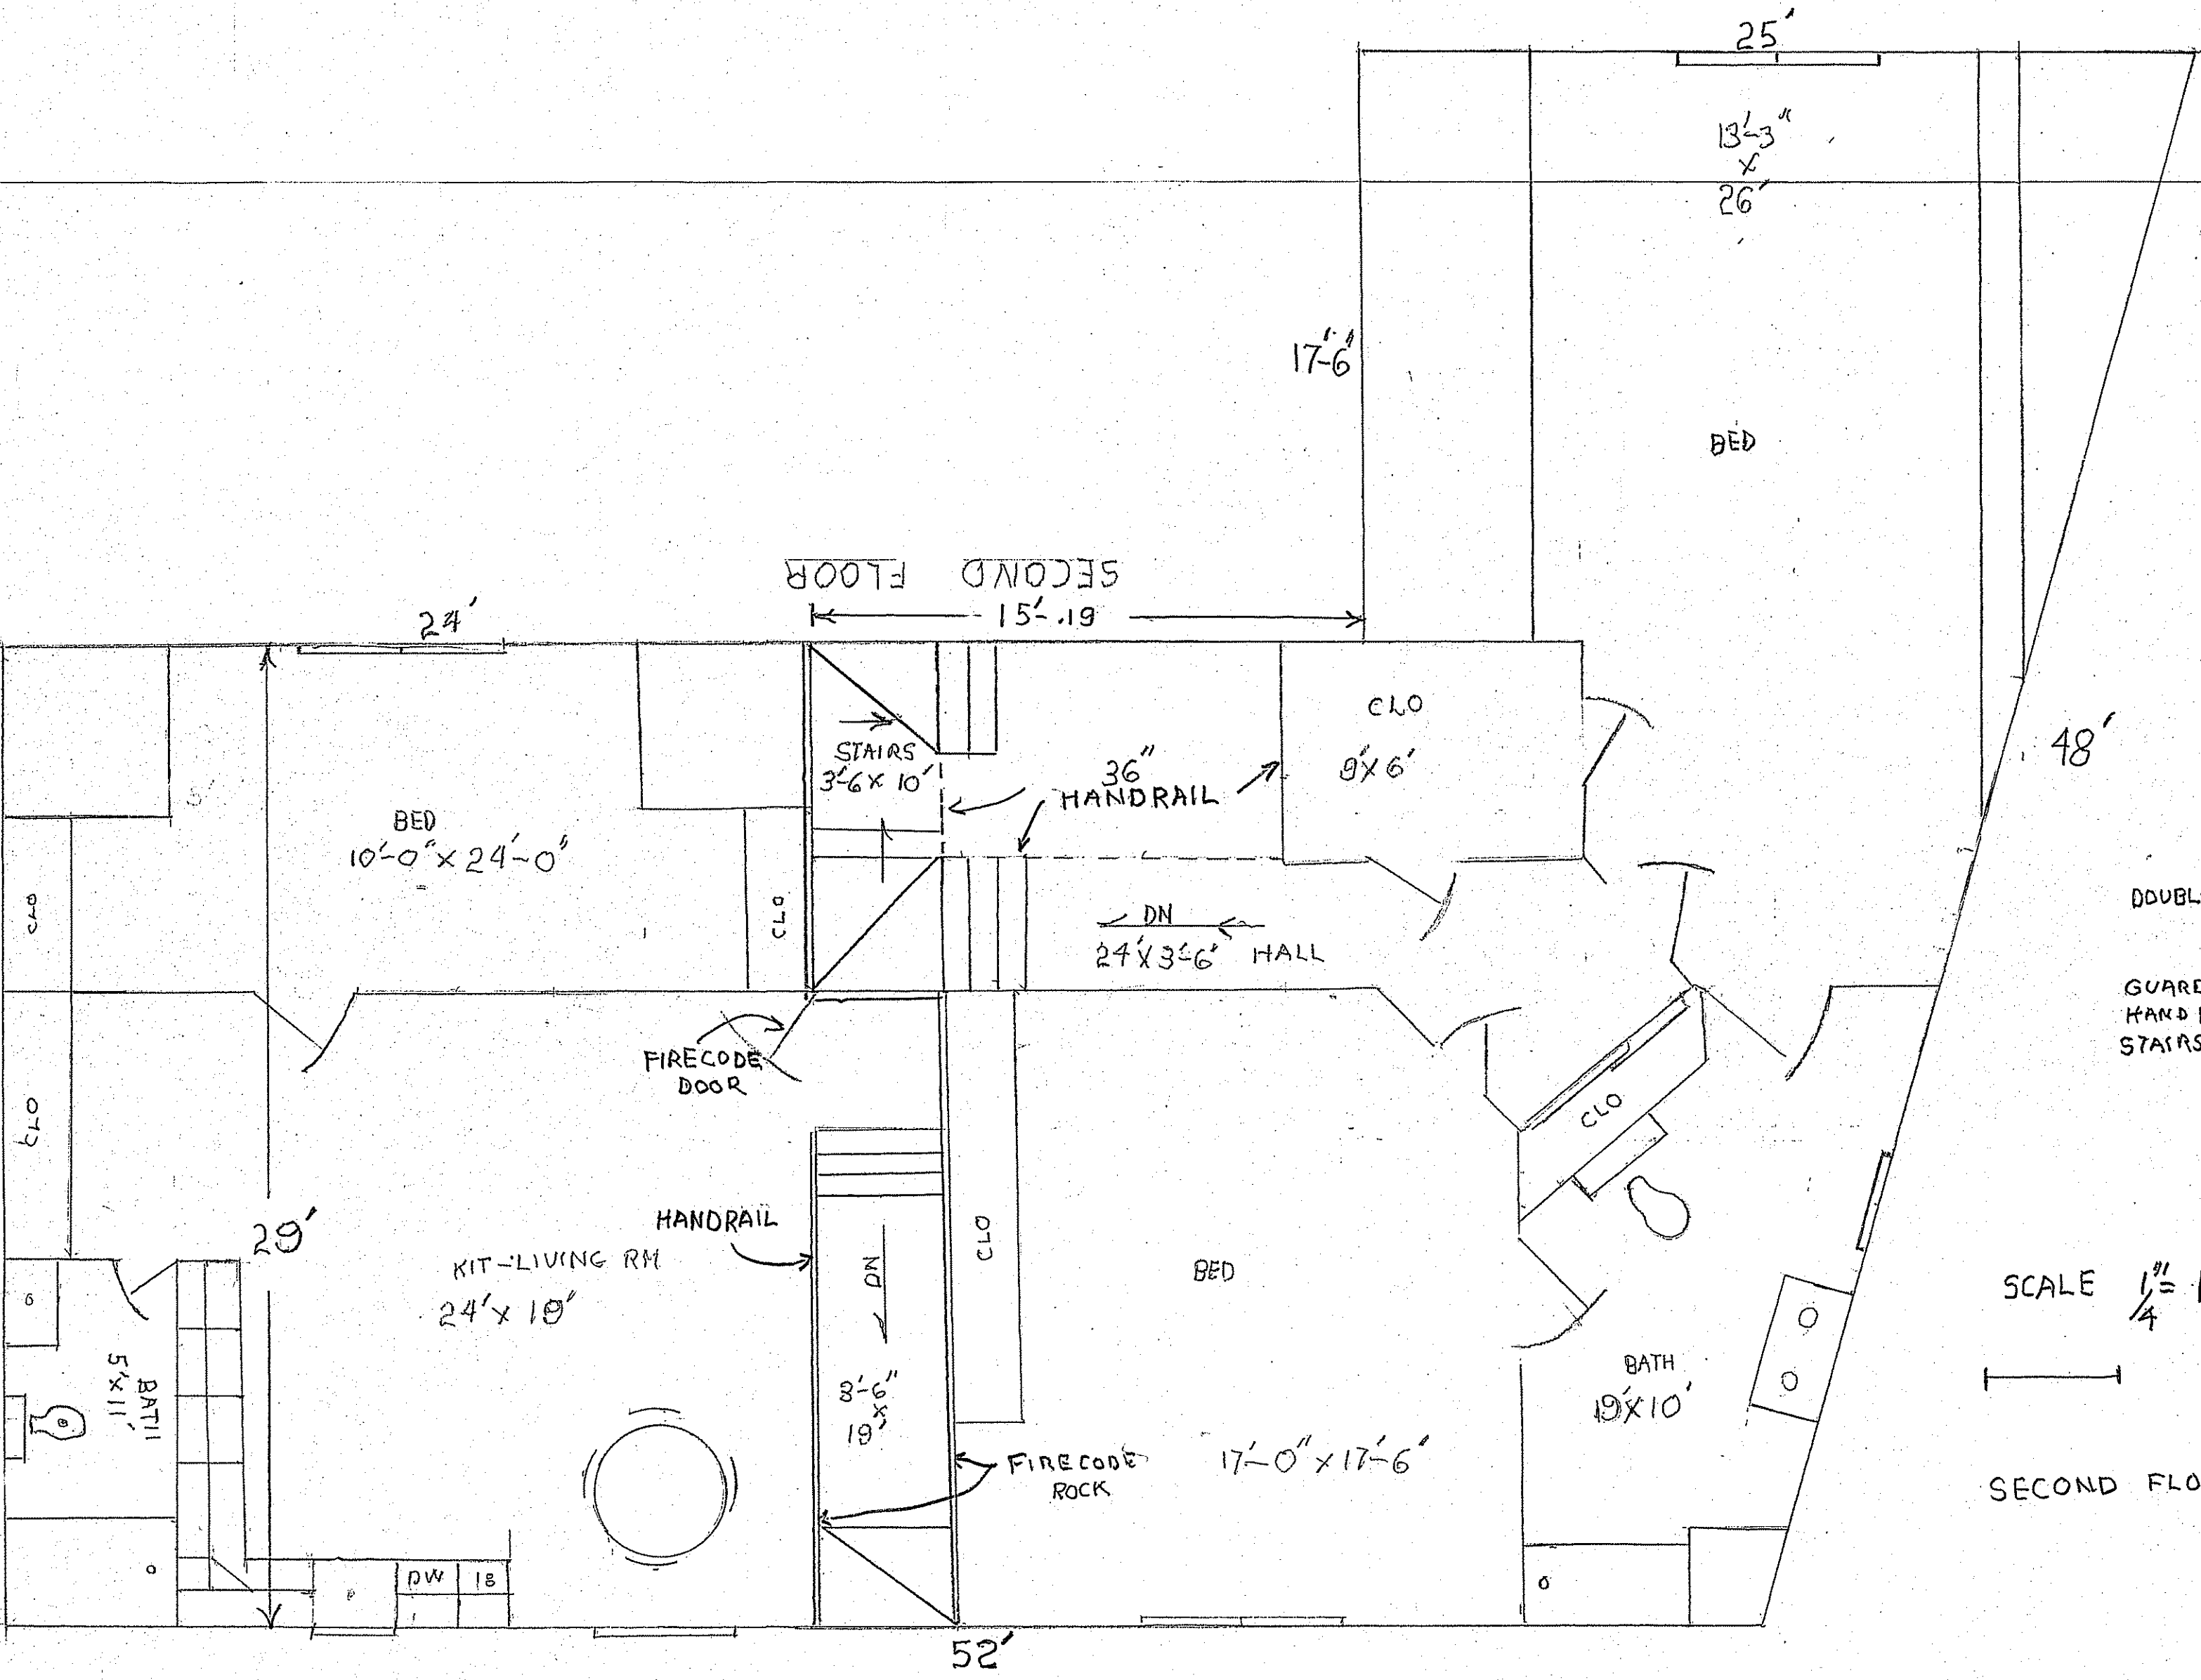 25'
13'-3"
x
26'
17'-6"
BED
SECOND FLOOR
24'
15'-.19
STAIRS
3'-6 x 10'
36"
HANDRAIL
CLO
9'X 6'
48'
BED
10'-0" x 24'-0"
CLO
CLO
DN
24'X3'-6' HALL
DOUBL
GUARD
HAND
STAIRS
FIRECODE
DOOR
CLO
CLO
HANDRAIL
29'
KIT-LIVING RM
24' x 19'
DN
CLO
BED
SCALE 1/4"=
BATH
5'x11'
3'-6"
x
19'
BATH
19'X10'
FIRECODE
ROCK
17'-0" x 17'-6"
SECOND FLO
DW 18
52'